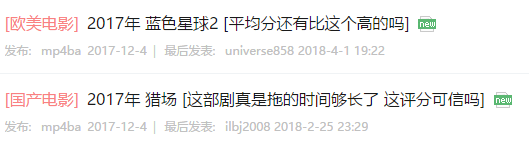 [欧美电影] 2017年 蓝色星球2 [平均分还有比这个高的吗] new
发布: mp4ba 2017-12-4 | 最后发表: universe858 2018-4-1 19:22
[国产电影] 2017年 猎场 [这部剧真是拖的时间够长了 这评分可信吗] new
发布: mp4ba 2017-12-4 | 最后发表: ilbj2008 2018-2-25 23:29